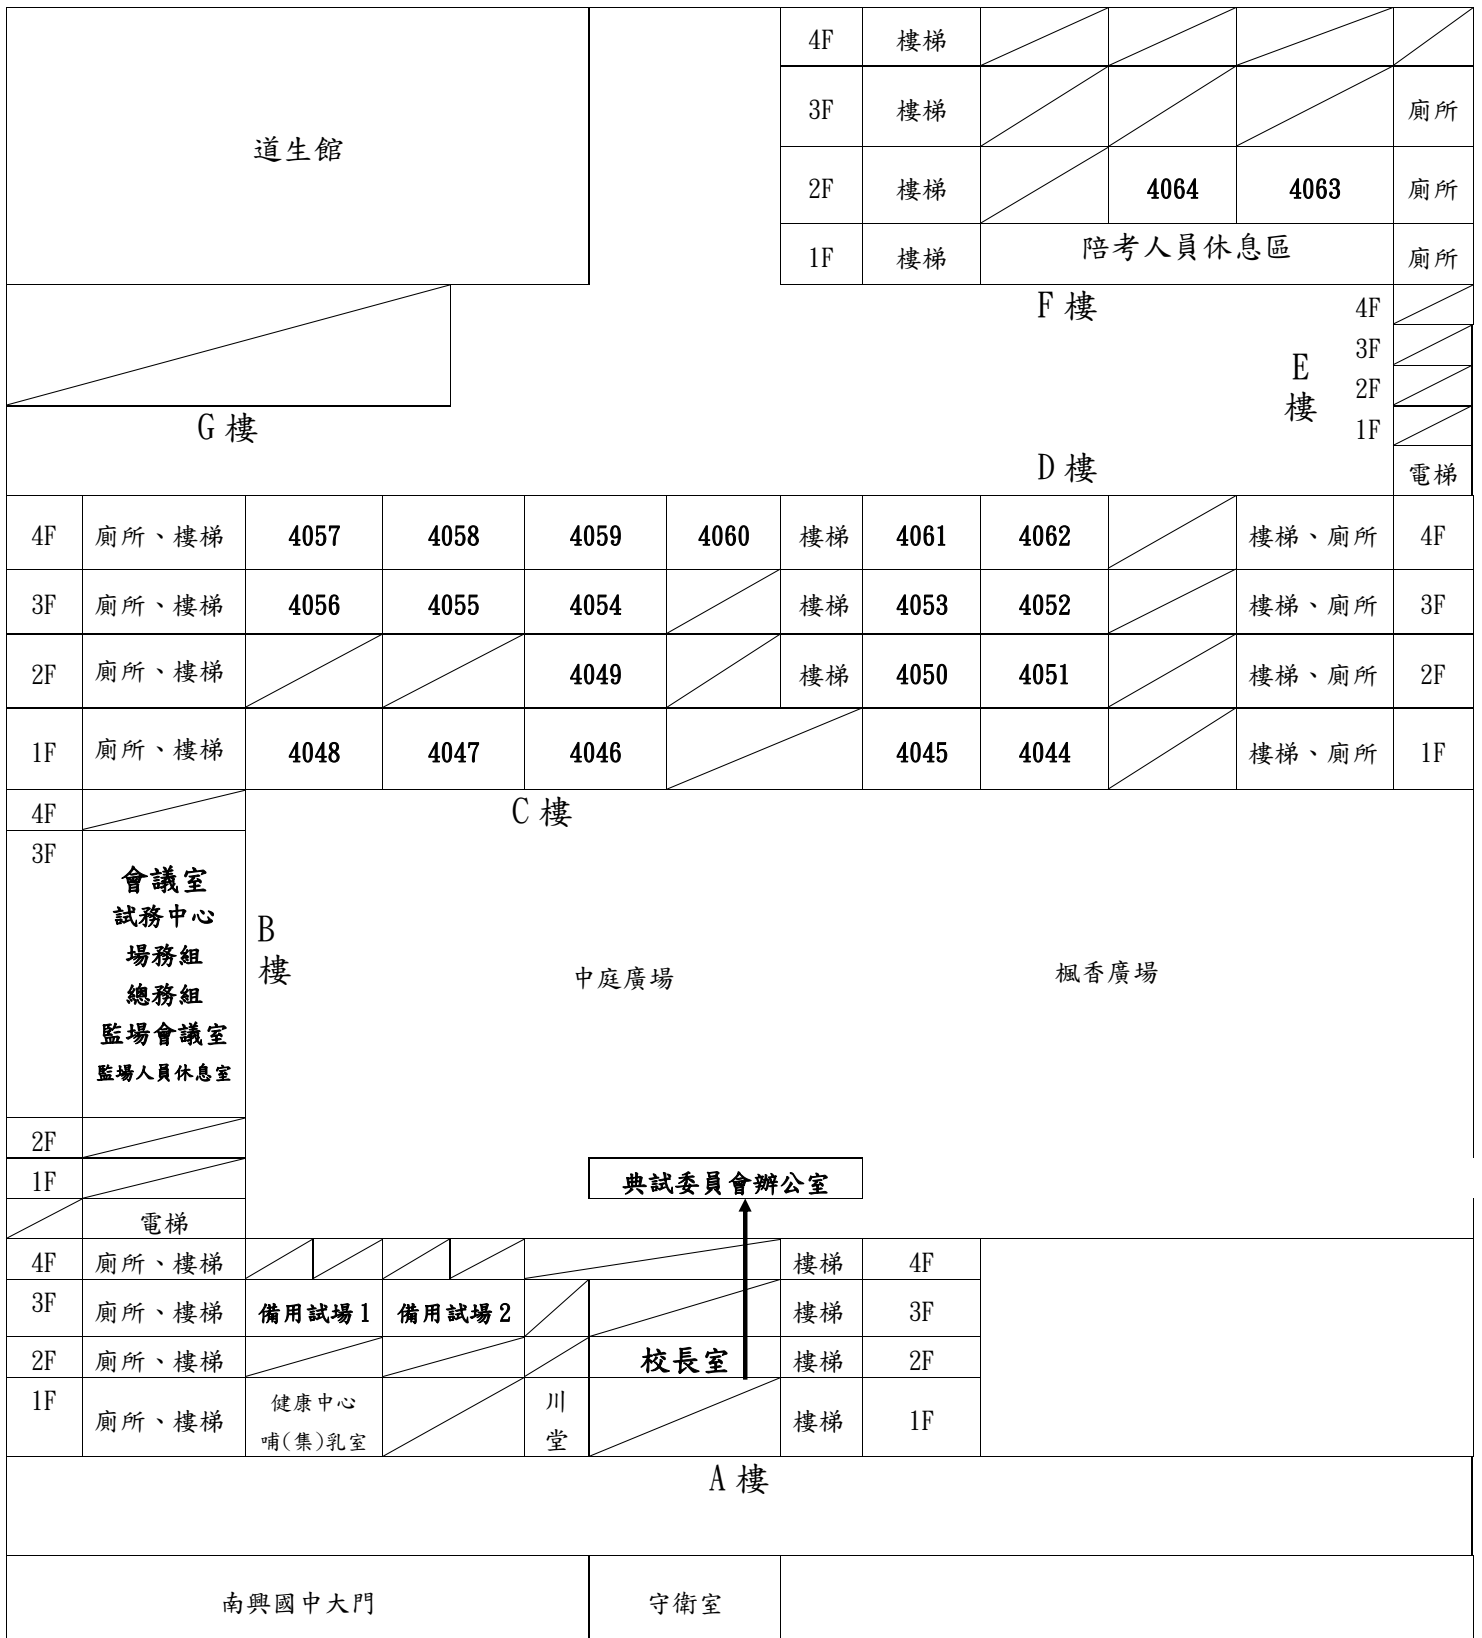 4F 樓梯
3F 樓梯 廁所
道生館
2F 樓梯 4064 4063 廁所
1F 樓梯 陪考人員休息區 廁所
F 樓 4F
3F
E
樓
2F
1F
G 樓
D 樓 電梯
4F 廁所、樓梯 4057 4058 4059 4060 樓梯 4061 4062 樓梯、廁所 4F
3F 廁所、樓梯 4056 4055 4054 樓梯 4053 4052 樓梯、廁所 3F
2F 廁所、樓梯 4049 樓梯 4050 4051 樓梯、廁所 2F
1F 廁所、樓梯 4048 4047 4046 4045 4044 樓梯、廁所 1F
4F C 樓
3F
會議室
試務中心
場務組
總務組
監場會議室
監場人員休息室
B
樓
中庭廣場 楓香廣場
2F
1F 典試委員會辦公室
電梯
4F 廁所、樓梯 樓梯 4F
3F 廁所、樓梯 備用試場1 備用試場2 樓梯 3F
2F 廁所、樓梯 校長室 樓梯 2F
1F 廁所、樓梯
健康中心
哺(集)乳室
川
堂
樓梯 1F
A 樓
南興國中大門 守衛室